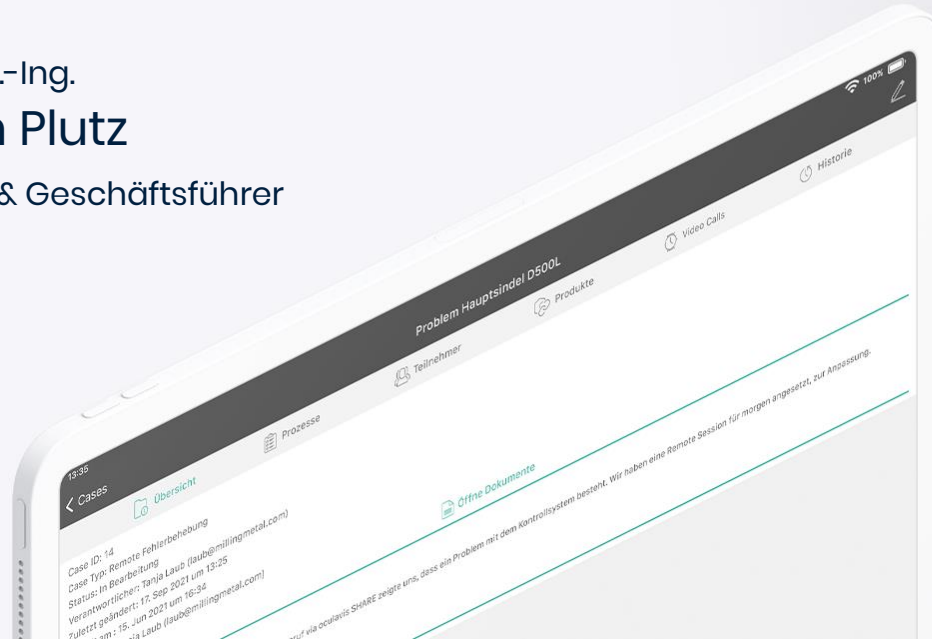 .-Ing.
n Plutz
& Geschäftsführer
100%
13:35
Cases
Problem Hauptsindel D500L
Übersicht
Prozesse
Teilnehmer
Produkte
Video Calls
Historie
Case ID: 14
Case Typ: Remote Fehlerbehebung
Status: In Bearbeitung
Verantwortlicher: Tanja Laub (laub@millingmetal.com)
Zuletzt geändert: 17. Sep 2021 um 13:25
am : 15. Jun 2021 um 16:34
Laub (laub@millingmetal.com)
Öffne Dokumente
via oculavis SHARE zeigte uns, dass ein Problem mit dem Kontrollsystem besteht. Wir haben eine Remote Session für morgen angesetzt, zur Anpassung.